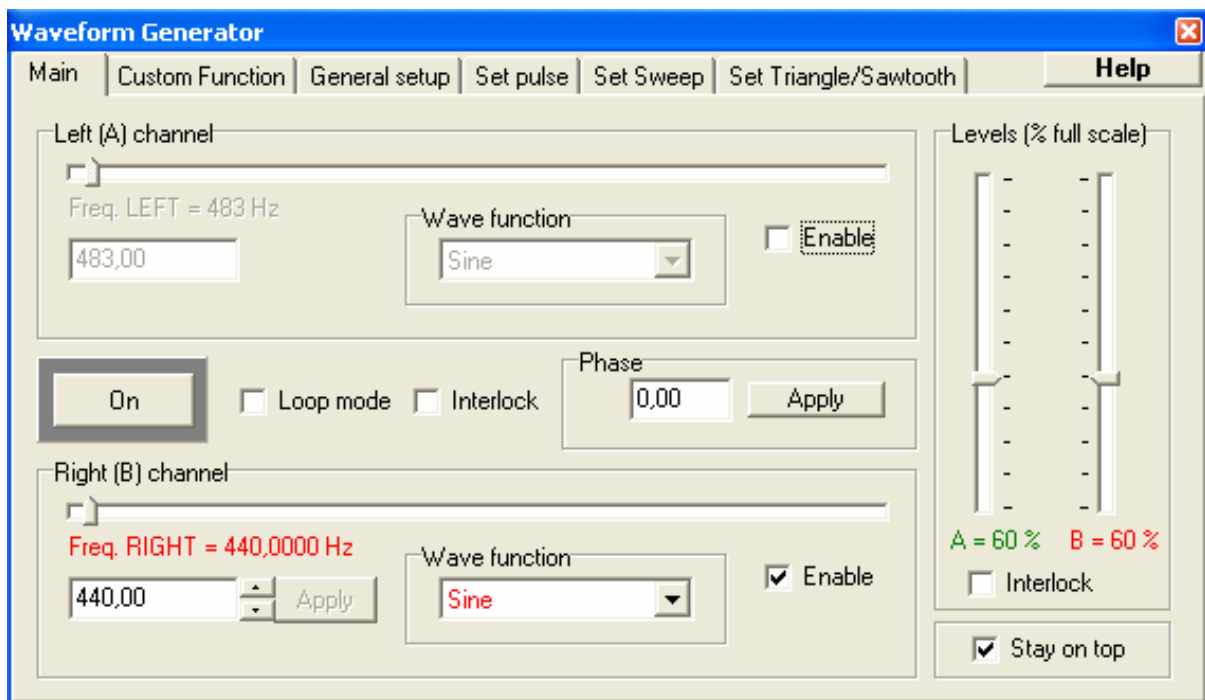 Waveform Generator
Main Custom Function General setup Set pulse Set Sweep Set Triangle/Sawtooth Help
Left (A) channel
Freq. LEFT = 483 Hz
483,00
Wave function
Sine
Enable
On
Loop mode
Interlock
Phase
0,00
Apply
Right (B) channel
Freq. RIGHT = 440,0000 Hz
440,00
Apply
Wave function
Sine
Enable
Levels (% full scale)
A = 60 % B = 60 %
Interlock
Stay on top